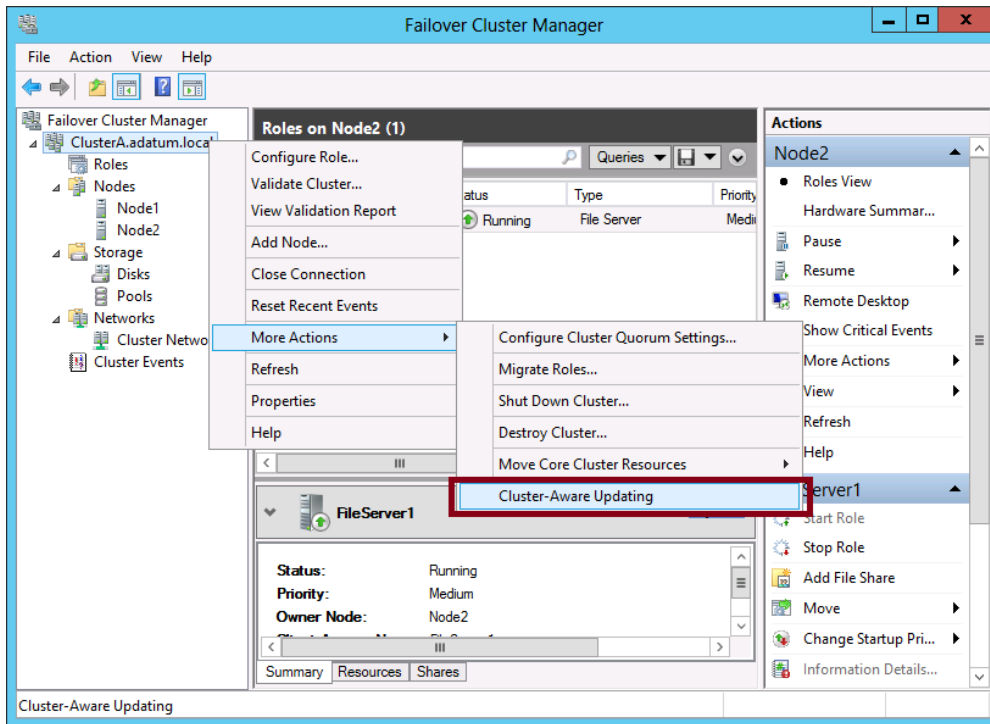 Failover Cluster Manager
File Action View Help
Failover Cluster Manager
ClusterA.adatum.local
Roles
Nodes
Node1
Node2
Storage
Disks
Pools
Networks
Cluster Netwo
Cluster Events
Roles on Node2 (1)
Queries
atus Type Priority
Running File Server Medi
Configure Role...
Validate Cluster...
View Validation Report
Add Node...
Close Connection
Reset Recent Events
More Actions
Refresh
Properties
Help
Configure Cluster Quorum Settings...
Migrate Roles...
Shut Down Cluster...
Destroy Cluster...
Move Core Cluster Resources
Cluster-Aware Updating
FileServer1
Status: Running
Priority: Medium
Owner Node: Node2
Summary Resources Shares
Actions
Node2
Roles View
Hardware Summar...
Pause
Resume
Remote Desktop
Show Critical Events
More Actions
View
Refresh
Help
Server1
Start Role
Stop Role
Add File Share
Move
Change Startup Pri...
Information Details...
Cluster-Aware Updating